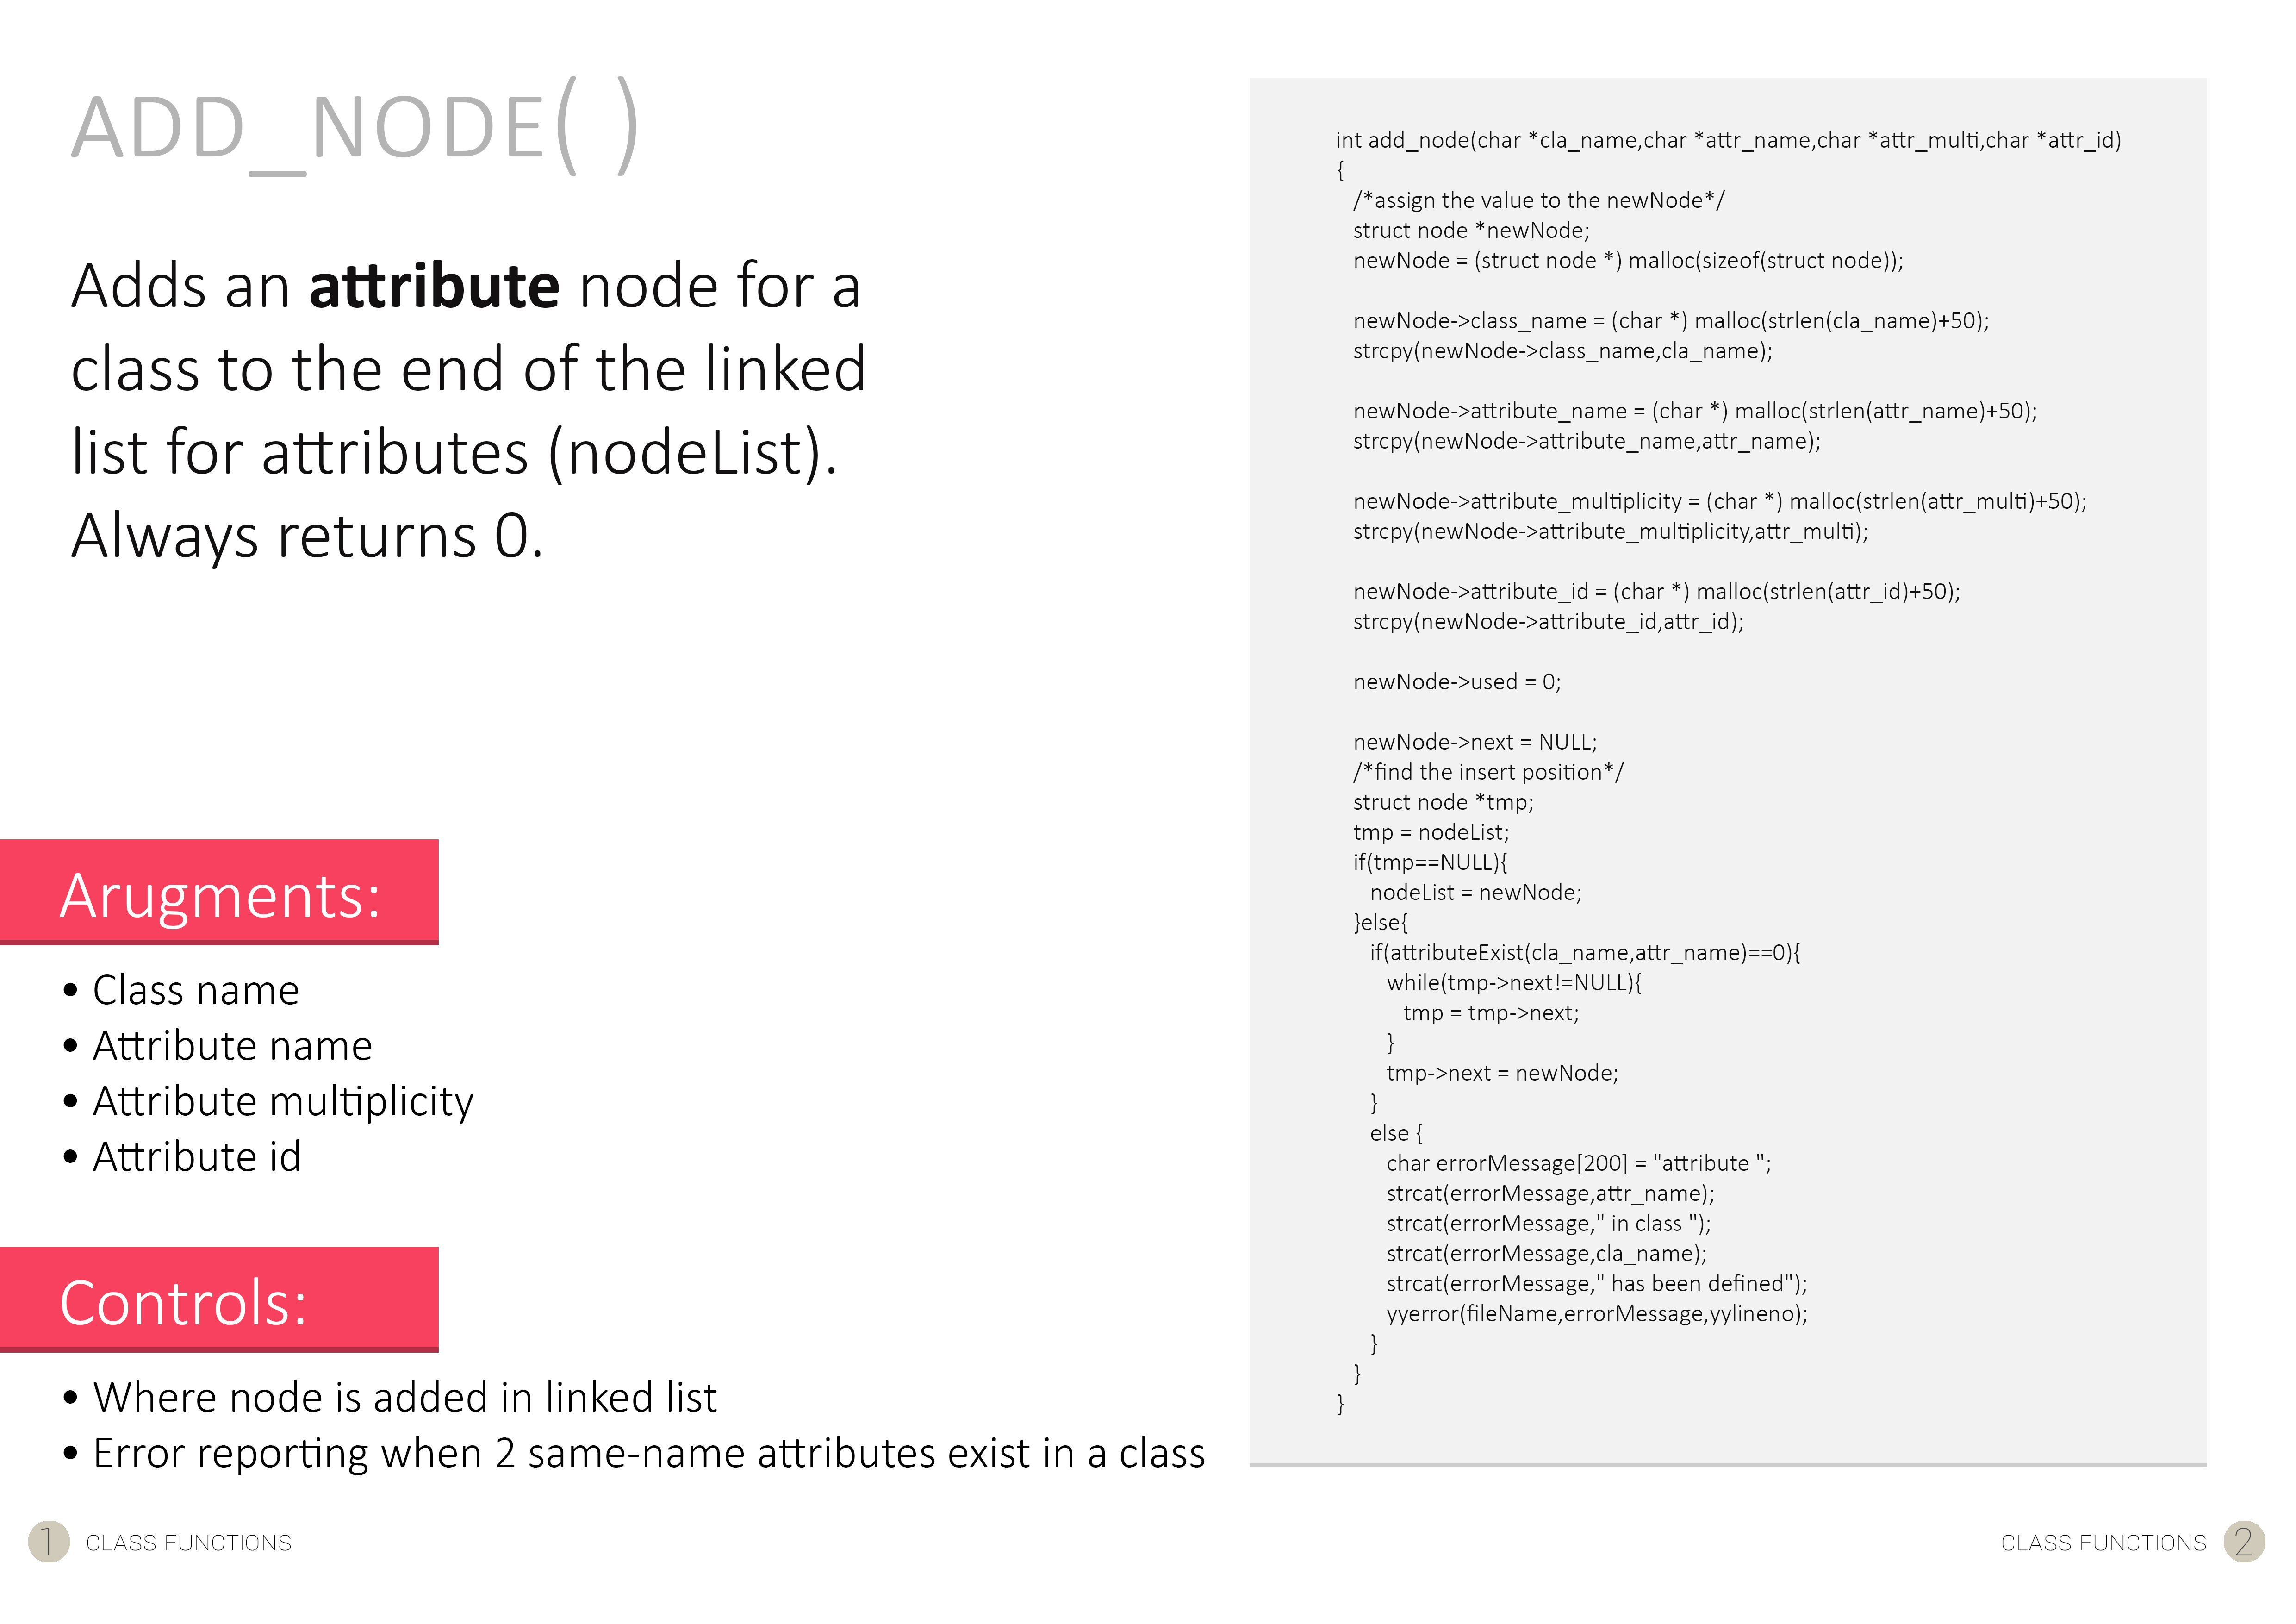 ADD_NODE( )
Adds an attribute node for a
class to the end of the linked
list for attributes (nodeList).
Always returns 0.
Arugments:
• Class name
• Attribute name
• Attribute multiplicity
• Attribute id
Controls:
• Where node is added in linked list
• Error reporting when 2 same-name attributes exist in a class
1 CLASS FUNCTIONS
int add_node(char *cla_name,char *attr_name,char *attr_multi,char *attr_id)
{
/*assign the value to the newNode*/
struct node *newNode;
newNode = (struct node *) malloc(sizeof(struct node));
newNode->class_name = (char *) malloc(strlen(cla_name)+50);
strcpy(newNode->class_name,cla_name);
newNode->attribute_name = (char *) malloc(strlen(attr_name)+50);
strcpy(newNode->attribute_name,attr_name);
newNode->attribute_multiplicity = (char *) malloc(strlen(attr_multi)+50);
strcpy(newNode->attribute_multiplicity,attr_multi);
newNode->attribute_id = (char *) malloc(strlen(attr_id)+50);
strcpy(newNode->attribute_id,attr_id);
newNode->used = 0;
newNode->next = NULL;
/*find the insert position*/
struct node *tmp;
tmp = nodeList;
if(tmp==NULL){
nodeList = newNode;
}else{
if(attributeExist(cla_name,attr_name)==0){
while(tmp->next!=NULL){
tmp = tmp->next;
}
tmp->next = newNode;
}
else {
char errorMessage[200] = "attribute ";
strcat(errorMessage,attr_name);
strcat(errorMessage," in class ");
strcat(errorMessage,cla_name);
strcat(errorMessage," has been defined");
yyerror(fileName,errorMessage,yylineno);
}
}
}
CLASS FUNCTIONS 2